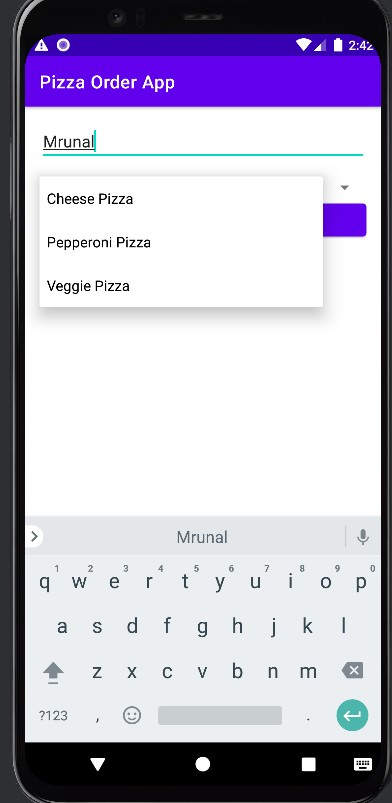 2:42
Pizza Order App
Mrunal
Cheese Pizza
Pepperoni Pizza
Veggie Pizza
Mrunal
1 2 3 4 5 6 7 8 9 0
q w e r t y u i o p
a s d f g h j k l
z x c v b n m
?123 , .